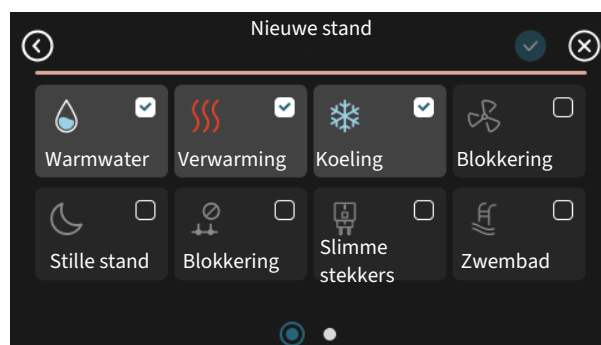 Nieuwe stand
Warmwater
Verwarming
Koeling
Blokkering
Stille stand
Blokkering
Slimme
stekkers
Zwembad